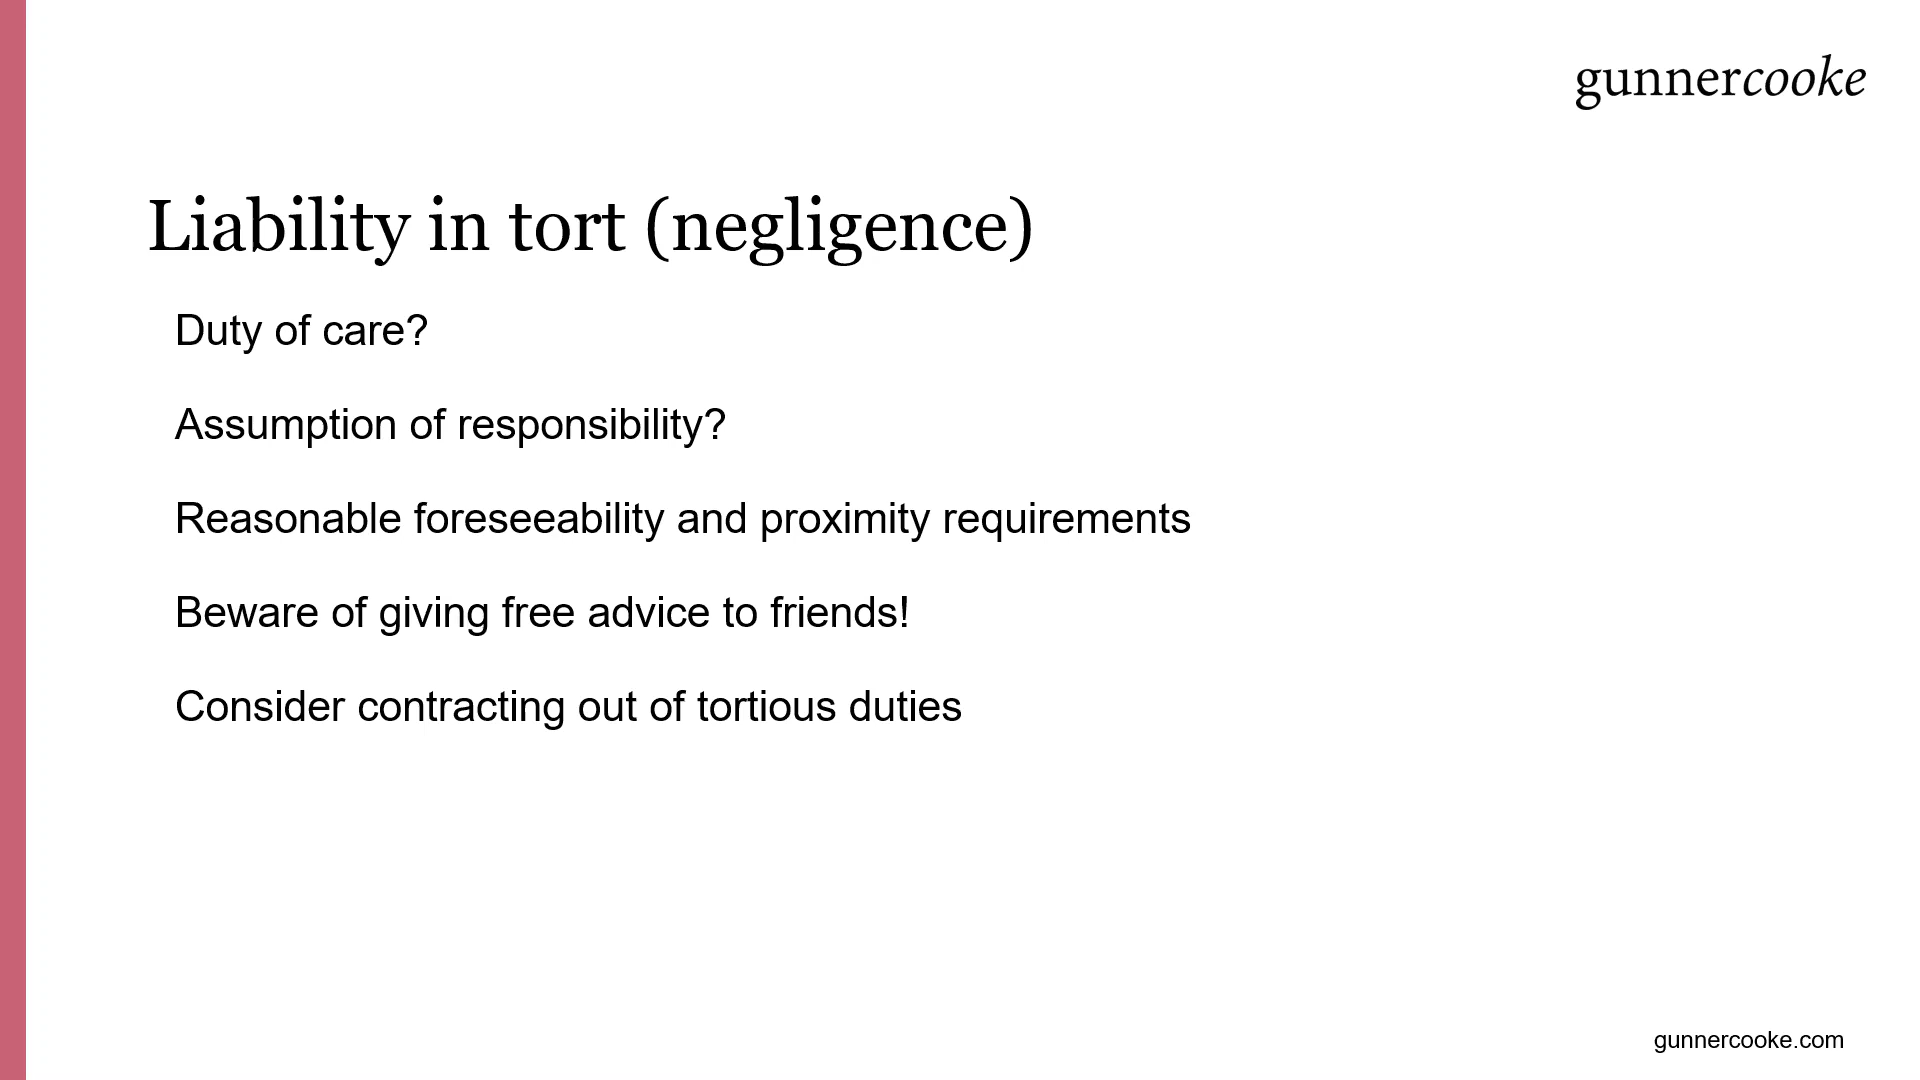 gunnercooke
Liability in tort (negligence)
Duty of care?
Assumption of responsibility?
Reasonable foreseeability and proximity requirements
Beware of giving free advice to friends!
Consider contracting out of tortious duties
gunnercooke.com